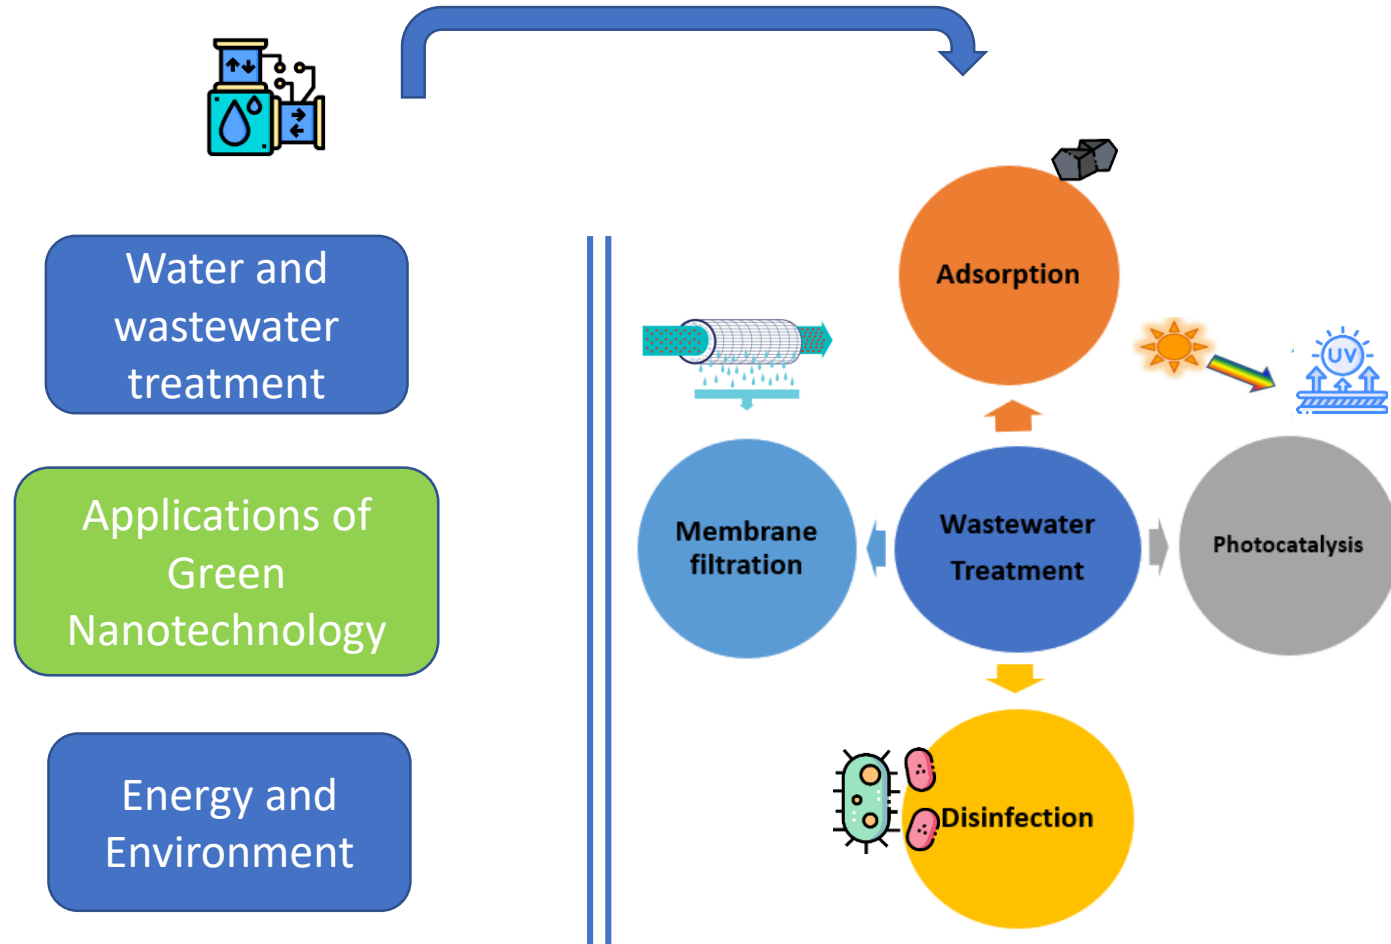 Water and
wastewater
treatment
Applications of
Green
Nanotechnology
Energy and
Environment
Adsorption
UV
Membrane
filtration
Wastewater
Treatment
Photocatalysis
Disinfection